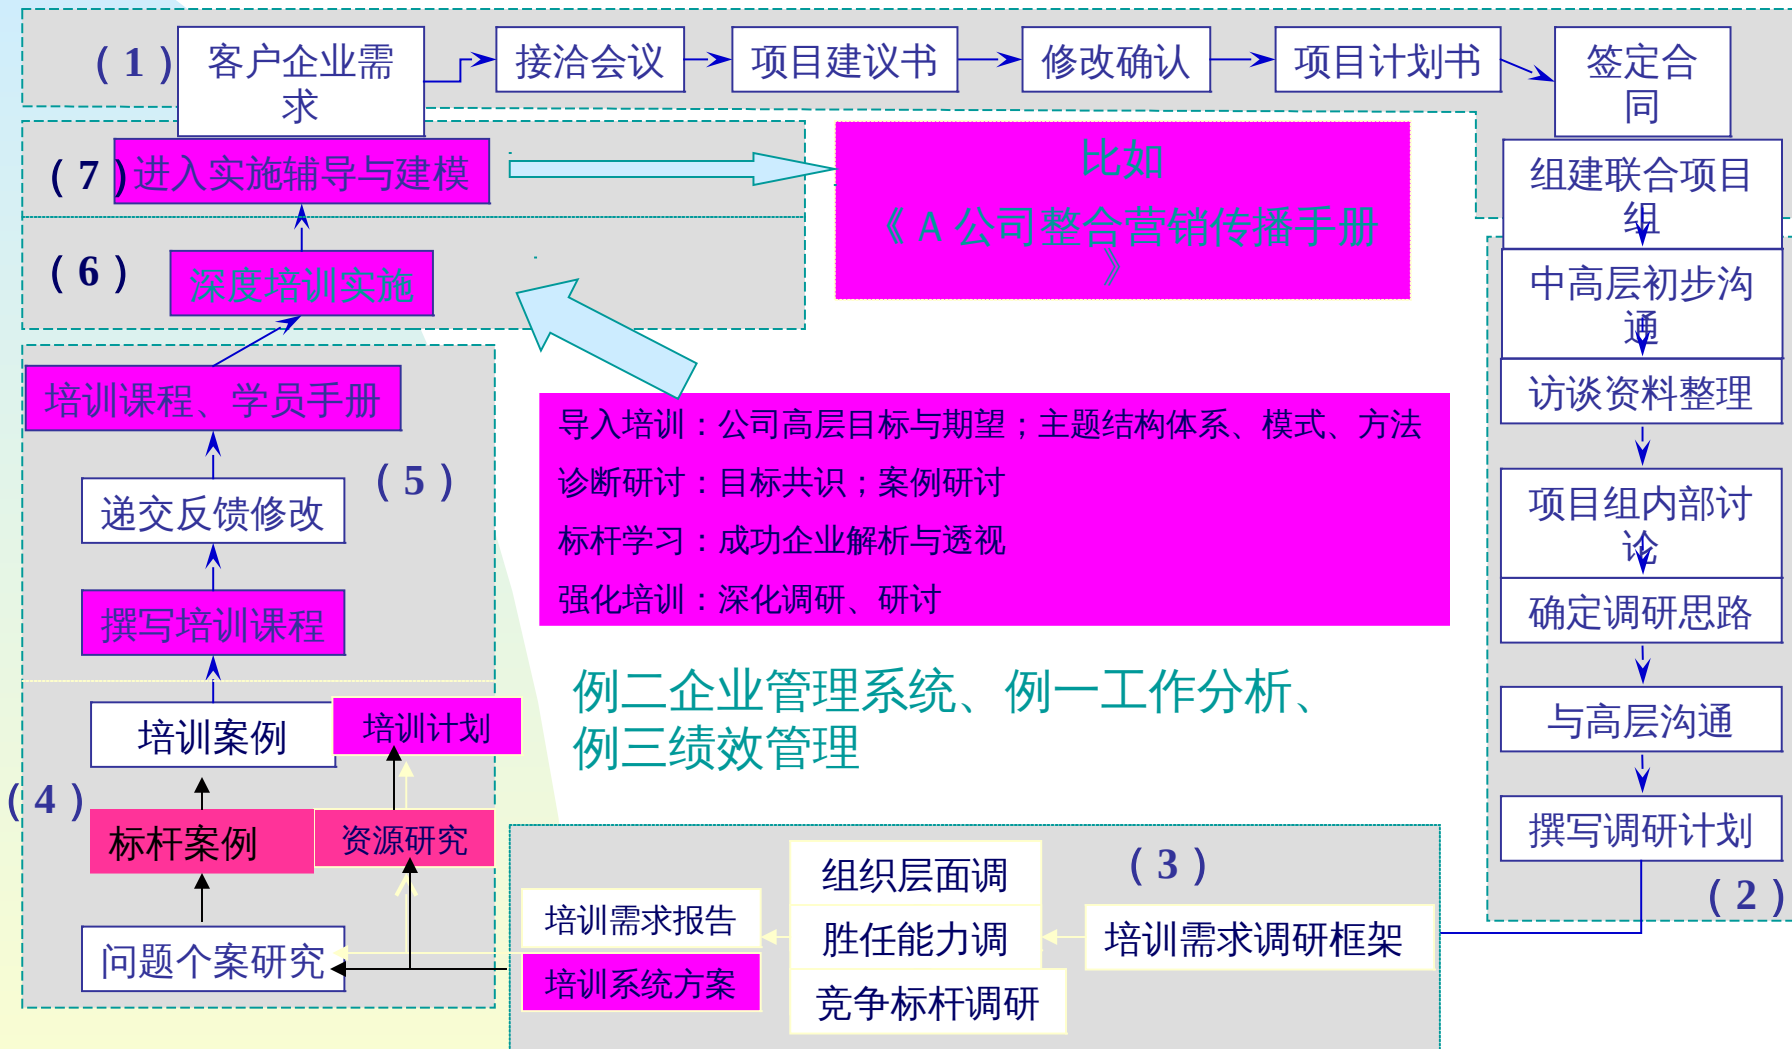 （ 1 ）
客户企业需
求
接洽会议
项目建议书
修改确认
项目计划书
签定合
同
（ 7 ）
进入实施辅导与建模
比如
《 A 公司整合营销传播手册
》
组建联合项目
组
（ 6 ）
深度培训实施
中高层初步沟
通
培训课程、学员手册
访谈资料整理
导入培训：公司高层目标与期望；主题结构体系、模式、方法
诊断研讨：目标共识；案例研讨
标杆学习：成功企业解析与透视
强化培训：深化调研、研讨
（ 5 ）
递交反馈修改
项目组内部讨
论
撰写培训课程
确定调研思路
例二企业管理系统、例一工作分析、
例三绩效管理
培训案例
培训计划
与高层沟通
（ 4 ）
标杆案例
资源研究
撰写调研计划
（ 3 ）
（ 2 ）
组织层面调
培训需求报告
胜任能力调
培训需求调研框架
问题个案研究
培训系统方案
竞争标杆调研